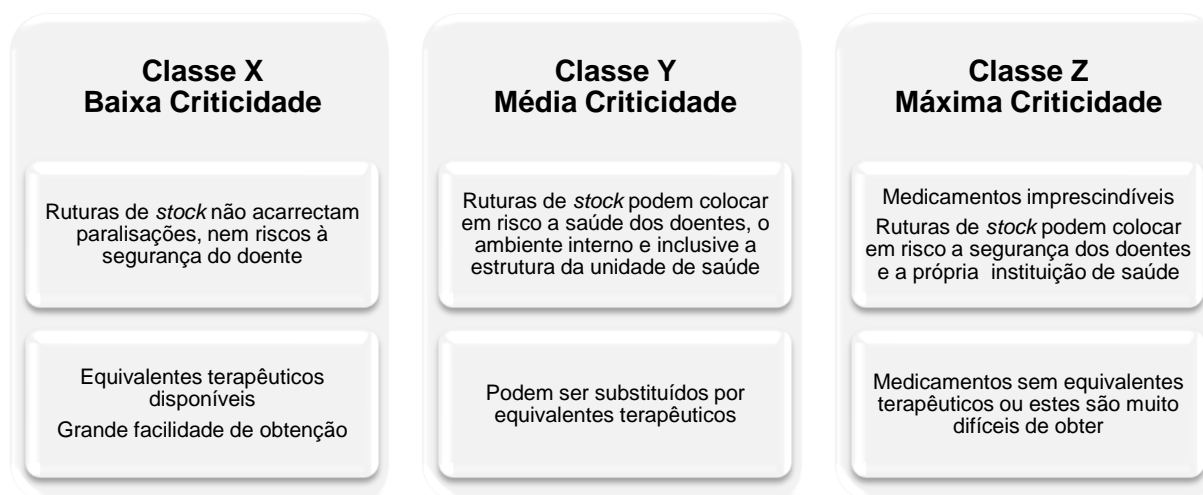 Classe X
Baixa Criticidade
Ruturas de stock não acarrectam
paralisações, nem riscos à
segurança do doente
Equivalentes terapêuticos
disponíveis
Grande facilidade de obtenção
Classe Y
Média Criticidade
Ruturas de stock podem colocar
em risco a saúde dos doentes, o
ambiente interno e inclusive a
estrutura da unidade de saúde
Podem ser substituídos por
equivalentes terapêuticos
Classe Z
Máxima Criticidade
Medicamentos imprescindíveis
Ruturas de stock podem colocar
em risco a segurança dos doentes
e a própria instituição de saúde
Medicamentos sem equivalentes
terapêuticos ou estes são muito
difíceis de obter